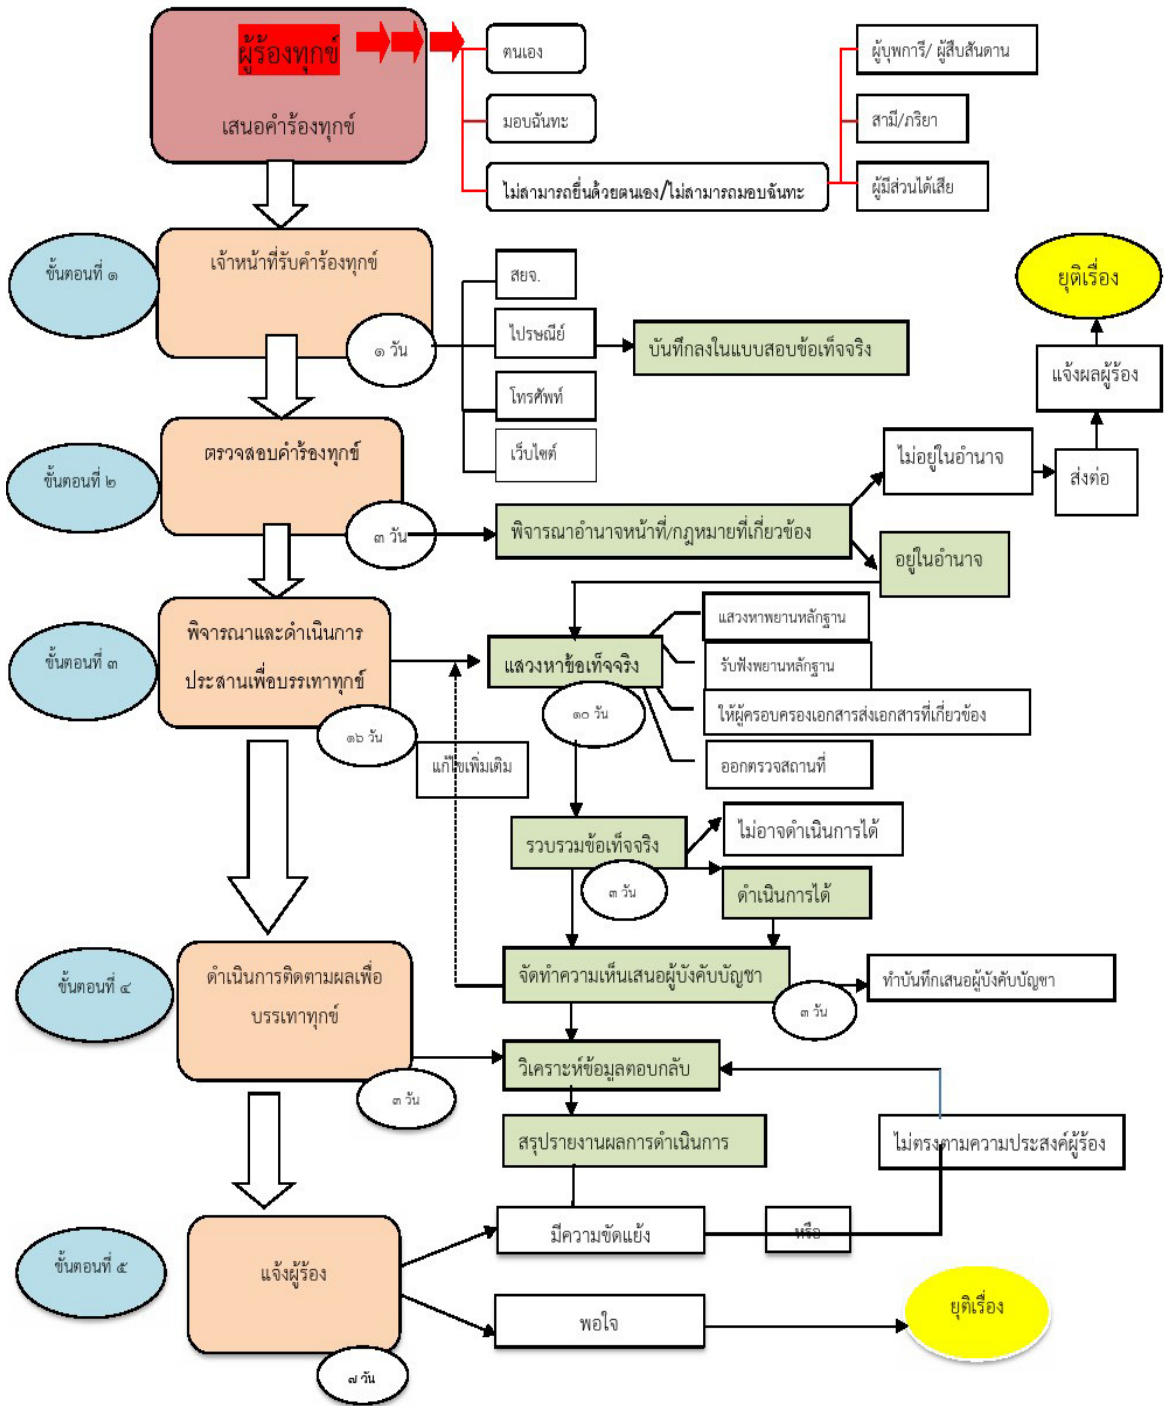 ผู้ร้องทุกข์
เสนอคำร้องทุกข์
ตนเอง
มอบฉันทะ
ไม่สามารถยื่นด้วยตนเอง/ไม่สามารถมอบฉันทะ
ผู้บุพการี/ ผู้สืบสันดาน
สามี/ภริยา
ผู้มีส่วนได้เสีย
ขั้นตอนที่ ๑
เจ้าหน้าที่รับคำร้องทุกข์
๑ วัน
สยจ.
ไปรษณีย์
โทรศัพท์
เว็บไซต์
บันทึกลงในแบบสอบข้อเท็จจริง
ยุติเรื่อง
แจ้งผลผู้ร้อง
ส่งต่อ
ขั้นตอนที่ ๒
ตรวจสอบคำร้องทุกข์
๓ วัน
พิจารณาอำนาจหน้าที่/กฎหมายที่เกี่ยวข้อง
ไม่อยู่ในอำนาจ
อยู่ในอำนาจ
ขั้นตอนที่ ๓
พิจารณาและดำเนินการ
ประสานเพื่อบรรเทาทุกข์
๑๖ วัน
แก้ไขเพิ่มเติม
แสวงหาข้อเท็จจริง
๑๐ วัน
แสวงหาพยานหลักฐาน
รับฟังพยานหลักฐาน
ให้ผู้ครอบครองเอกสารส่งเอกสารที่เกี่ยวข้อง
ออกตรวจสถานที่
รวบรวมข้อเท็จจริง
๓ วัน
ไม่อาจดำเนินการได้
ดำเนินการได้
ขั้นตอนที่ ๔
ดำเนินการติดตามผลเพื่อ
บรรเทาทุกข์
๓ วัน
จัดทำความเห็นเสนอผู้บังคับบัญชา
๓ วัน
ทำบันทึกเสนอผู้บังคับบัญชา
วิเคราะห์ข้อมูลตอบกลับ
สรุปรายงานผลการดำเนินการ
ไม่ตรงตามความประสงค์ผู้ร้อง
ขั้นตอนที่ ๕
แจ้งผู้ร้อง
๗ วัน
มีความขัดแย้ง
หรือ
พอใจ
ยุติเรื่อง